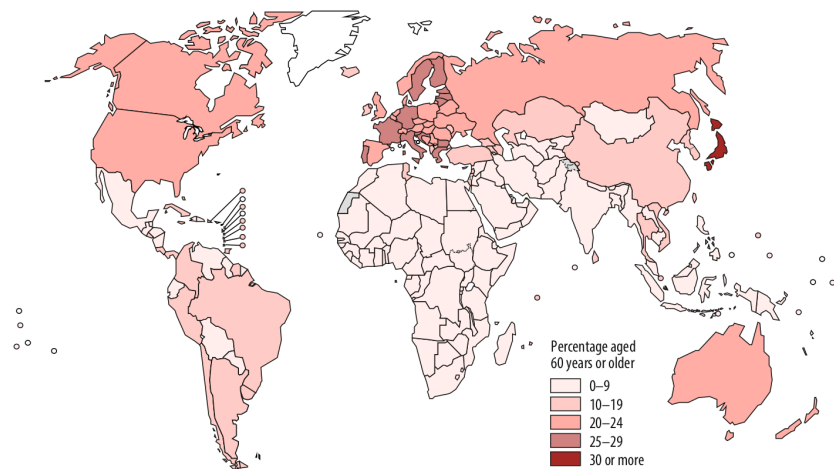 Percentage aged
60 years or older
0–9
10–19
20–24
25–29
30 or more